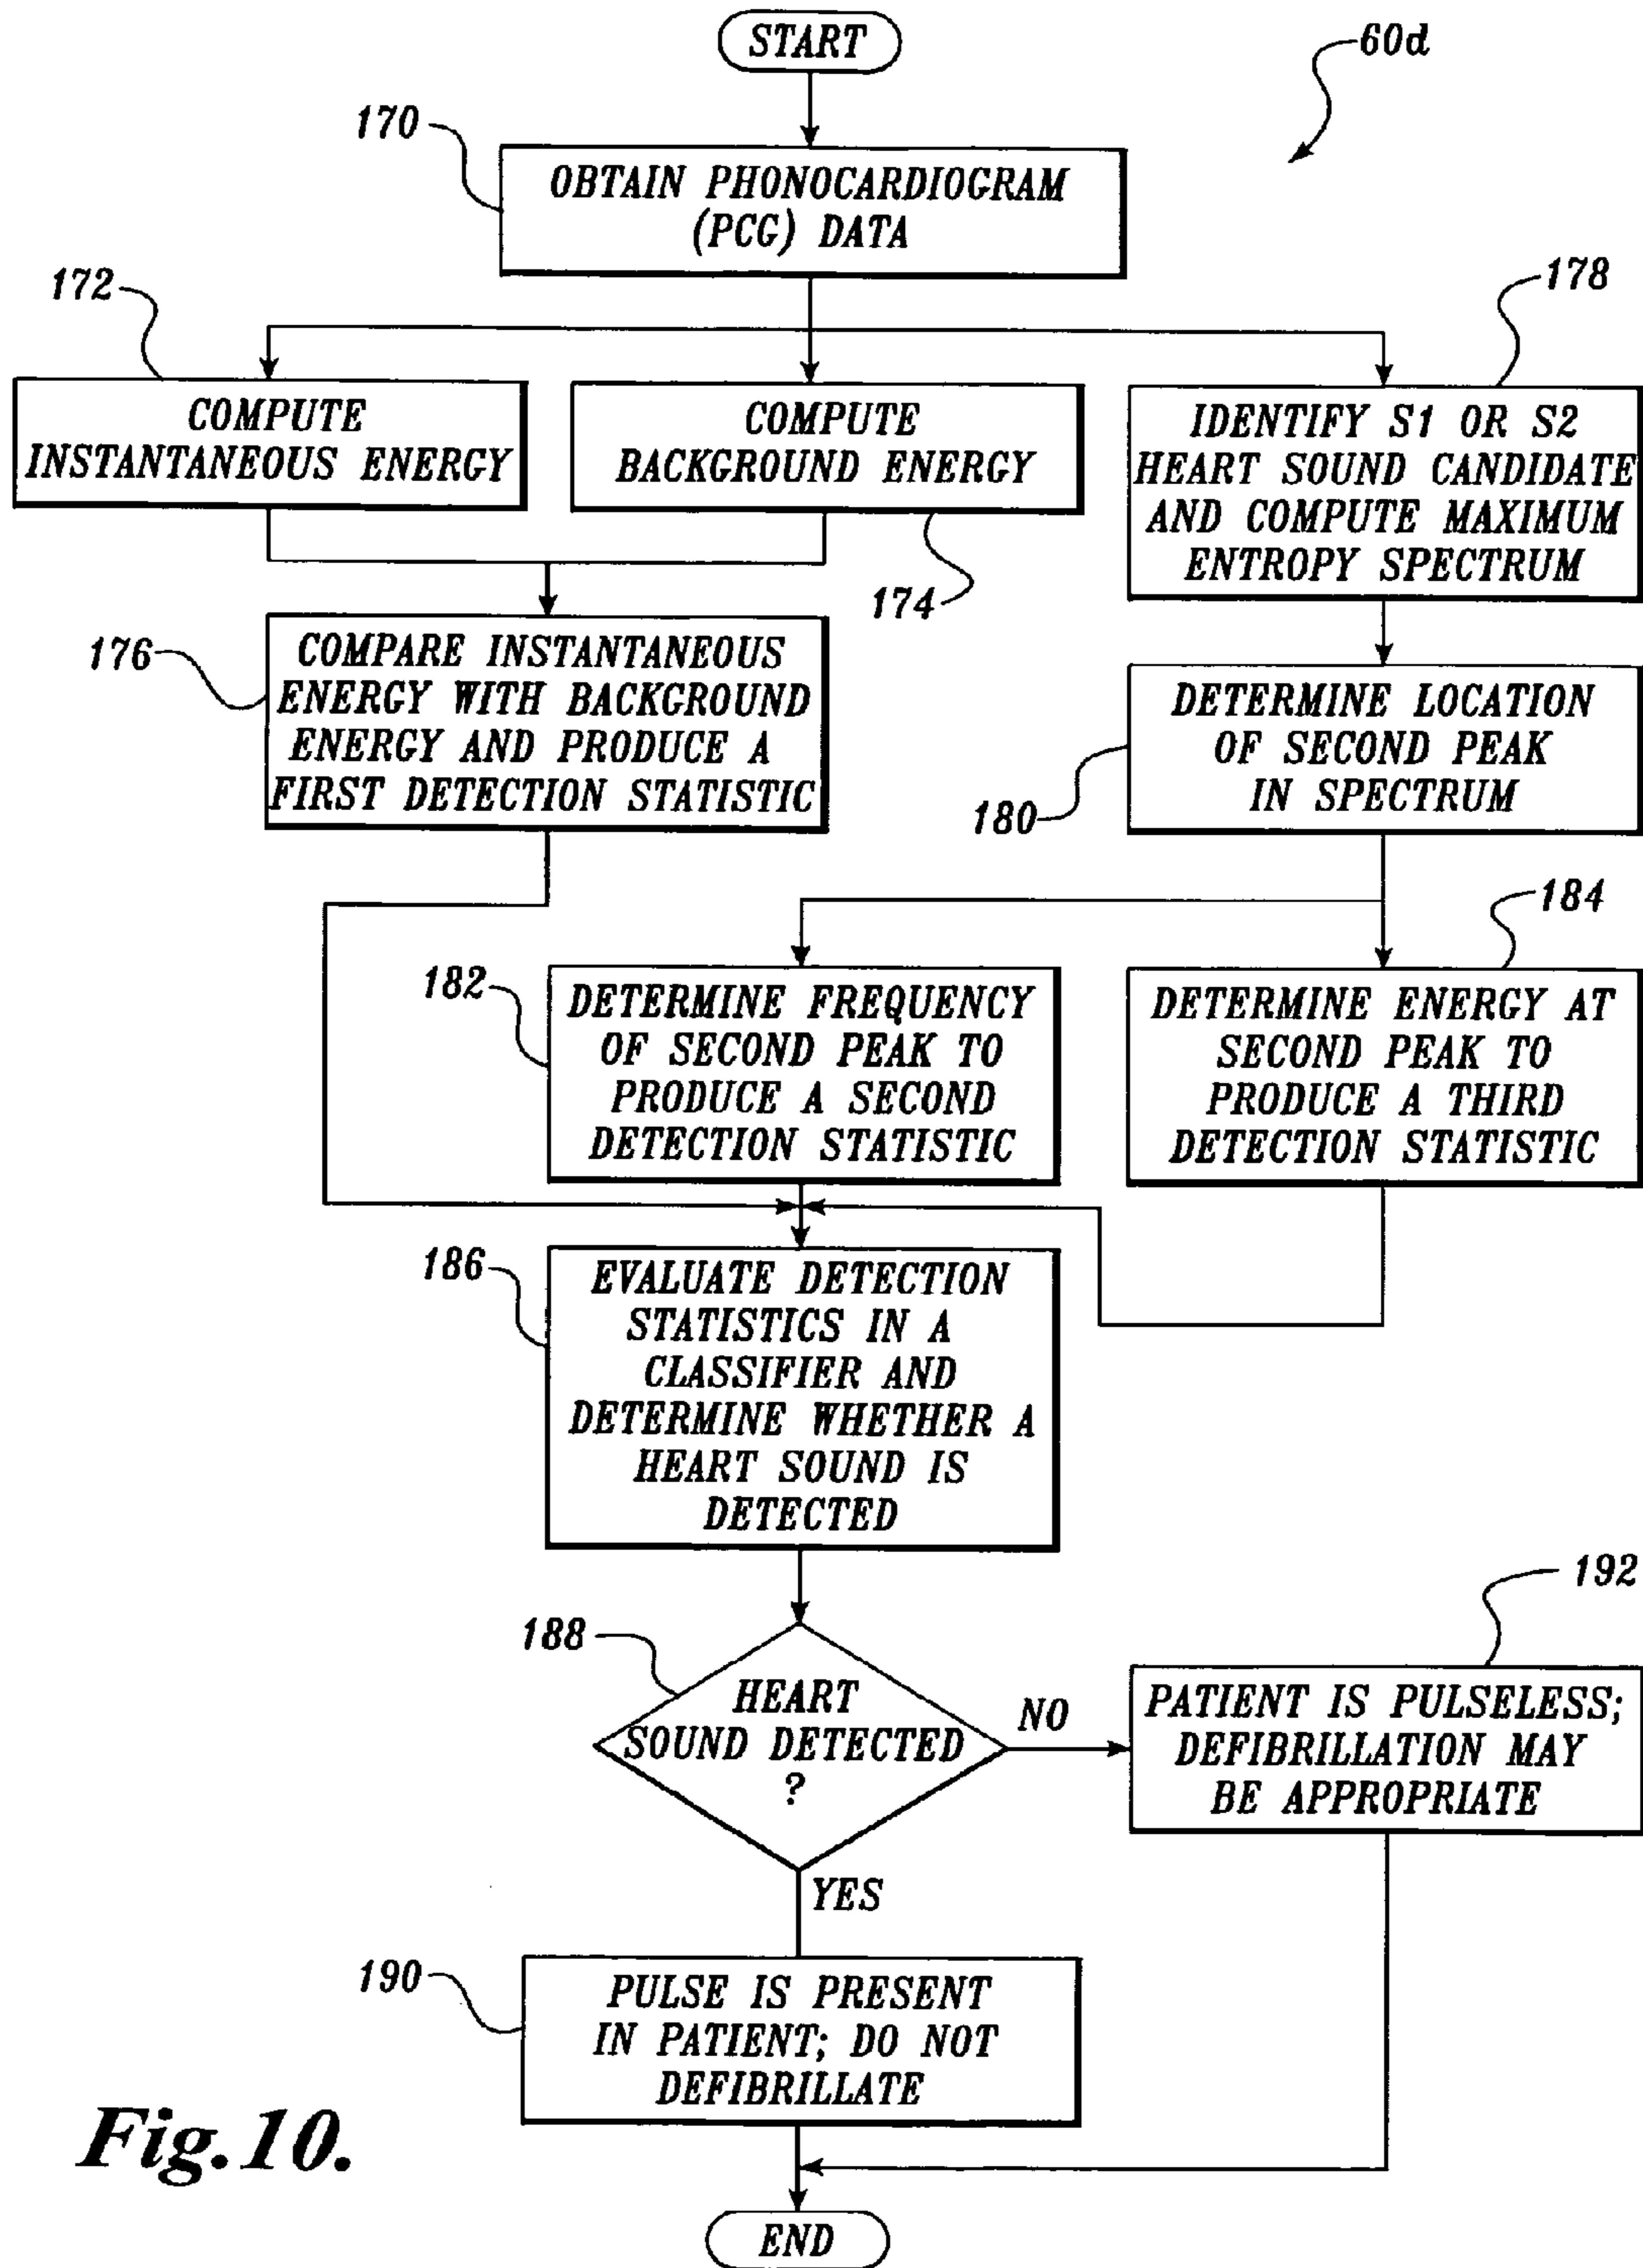 START
60d
170
OBTAIN PHONOCARDIOGRAM
(PCG) DATA
172
178
COMPUTE
INSTANTANEOUS ENERGY
COMPUTE
BACKGROUND ENERGY
174
IDENTIFY S1 OR S2
HEART SOUND CANDIDATE
AND COMPUTE MAXIMUM
ENTROPY SPECTRUM
176
COMPARE INSTANTANEOUS
ENERGY WITH BACKGROUND
ENERGY AND PRODUCE A
FIRST DETECTION STATISTIC
DETERMINE LOCATION
OF SECOND PEAK
IN SPECTRUM
180
184
182
DETERMINE FREQUENCY
OF SECOND PEAK TO
PRODUCE A SECOND
DETECTION STATISTIC
DETERMINE ENERGY AT
SECOND PEAK TO
PRODUCE A THIRD
DETECTION STATISTIC
186
EVALUATE DETECTION
STATISTICS IN A
CLASSIFIER AND
DETERMINE WHETHER A
HEART SOUND IS
DETECTED
192
188
HEART
SOUND DETECTED
?
NO
PATIENT IS PULSELESS;
DEFIBRILLATION MAY
BE APPROPRIATE
YES
190
PULSE IS PRESENT
IN PATIENT; DO NOT
DEFIBRILLATE
Fig.10.
END